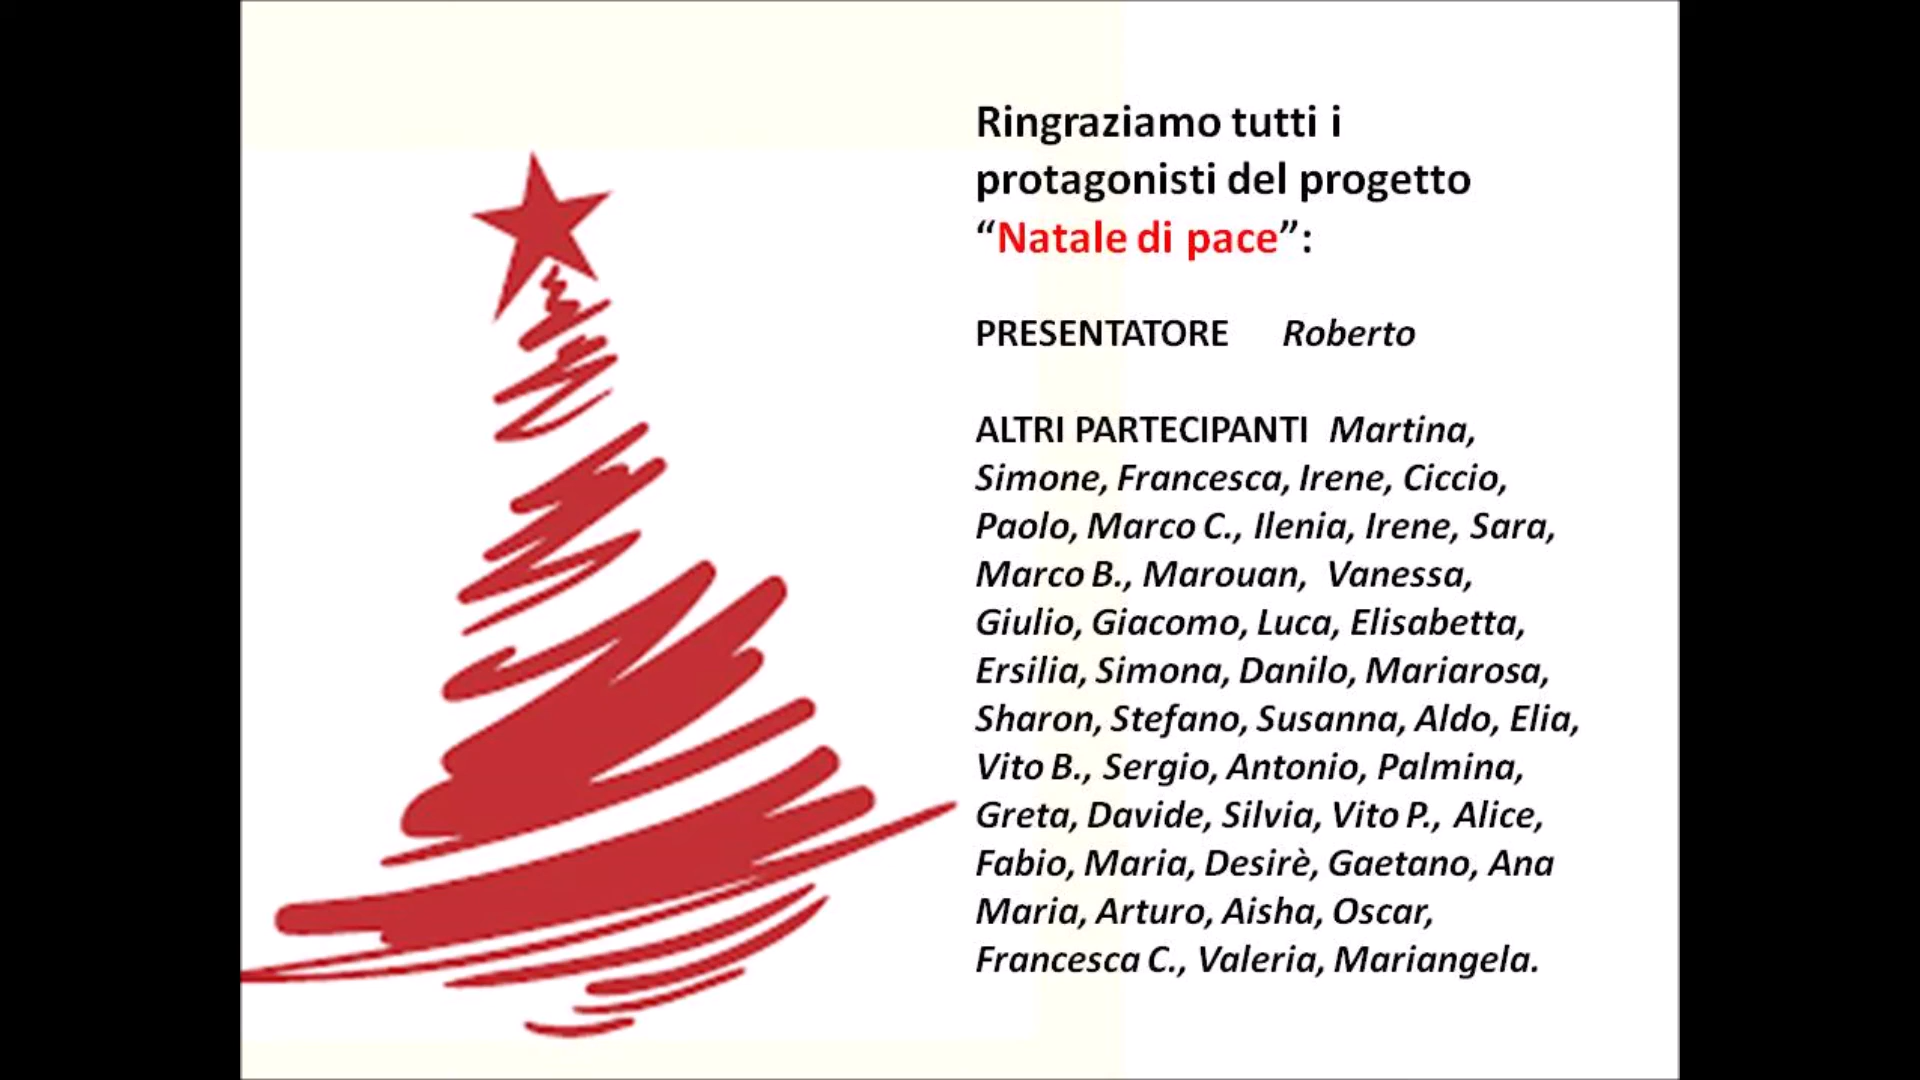 Ringraziamo tutti i
protagonisti del progetto
“Natale di pace”:
PRESENTATORE Roberto
ALTRI PARTECIPANTI Martina,
Simone, Francesca, Irene, Ciccio,
Paolo, Marco C., Ilenia, Irene, Sara,
Marco B., Marouan, Vanessa,
Giulio, Giacomo, Luca, Elisabetta,
Ersilia, Simona, Danilo, Mariarosa,
Sharon, Stefano, Susanna, Aldo, Elia,
Vito B., Sergio, Antonio, Palmina,
Greta, Davide, Silvia, Vito P., Alice,
Fabio, Maria, Desirè, Gaetano, Ana
Maria, Arturo, Aisha, Oscar,
Francesca C., Valeria, Mariangela.